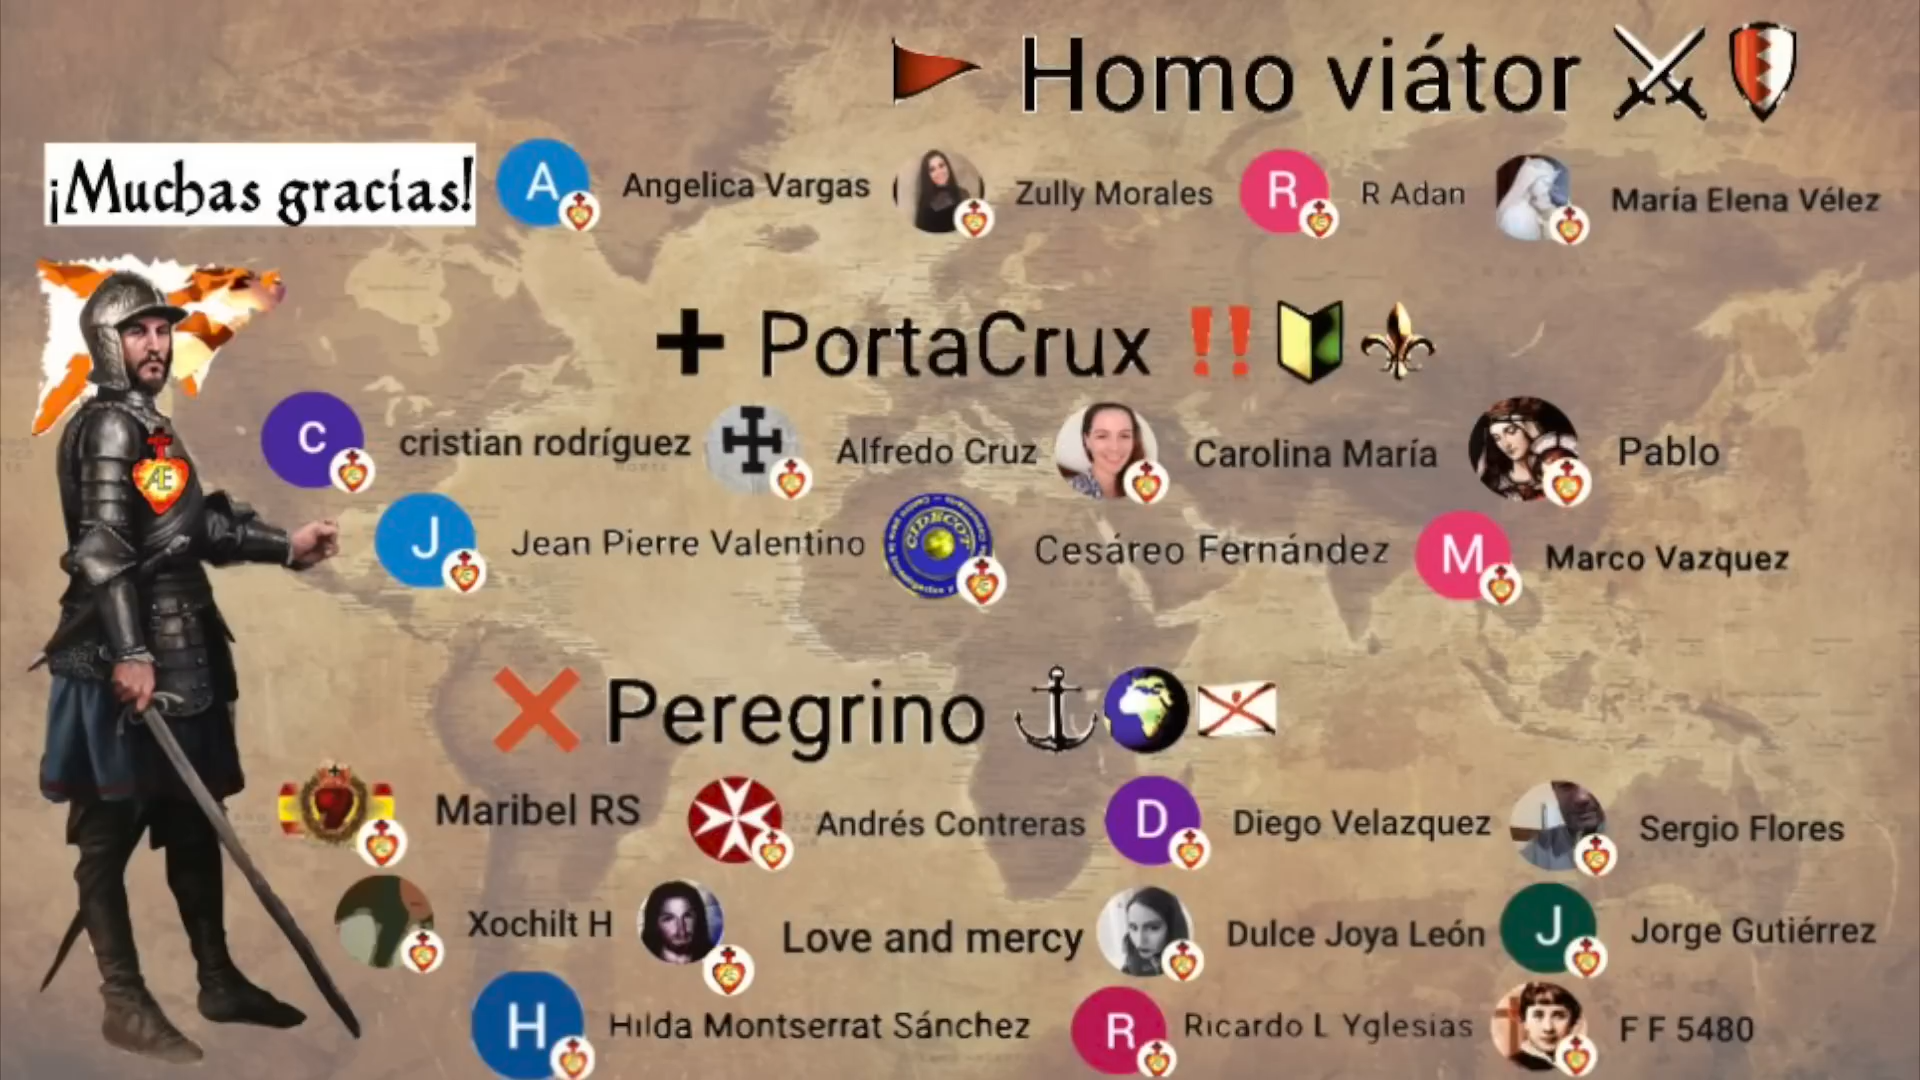 Homo viátor
¡Muchas gracias!
A Angelica Vargas Zully Morales R R Adan María Elena Vélez
PortaCrux
C cristian rodríguez Alfredo Cruz Carolina María Pablo
Æ
J Jean Pierre Valentino CIDECOT Cesáreo Fernández M Marco Vazquez
Peregrino
Maribel RS Andrés Contreras D Diego Velazquez Sergio Flores
Xochilt H Love and mercy Dulce Joya León J Jorge Gutiérrez
H Hilda Montserrat Sánchez R Ricardo L Yglesias F F 5480